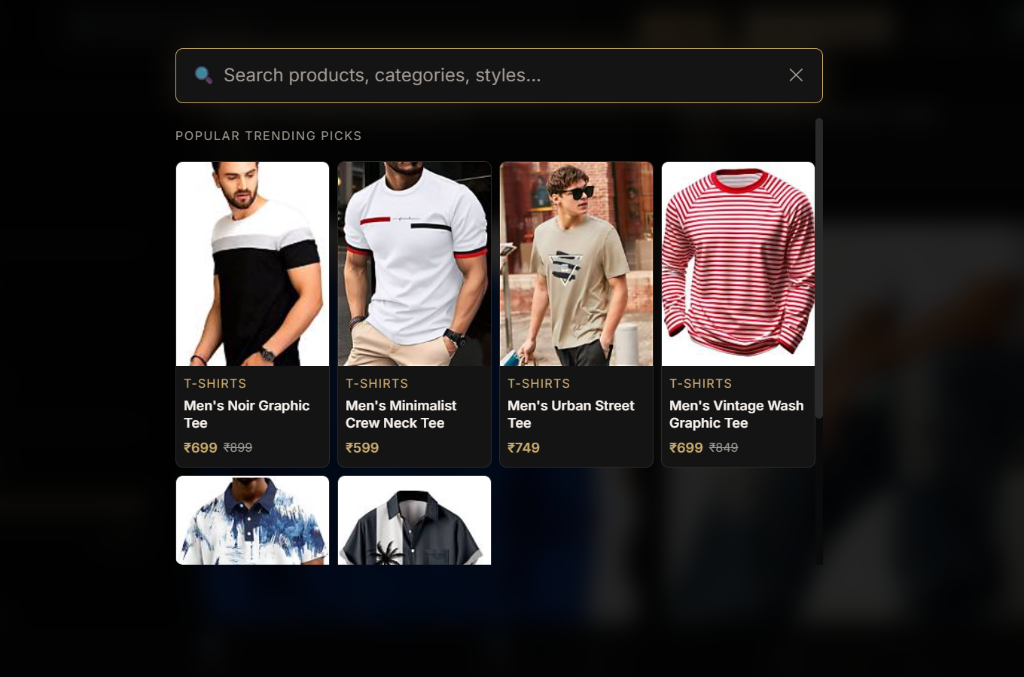 Search products, categories, styles...
POPULAR TRENDING PICKS
T-SHIRTS
Men's Noir Graphic
Tee
₹699 ₹899
T-SHIRTS
Men's Minimalist
Crew Neck Tee
₹599
T-SHIRTS
Men's Urban Street
Tee
₹749
T-SHIRTS
Men's Vintage Wash
Graphic Tee
₹699 ₹849